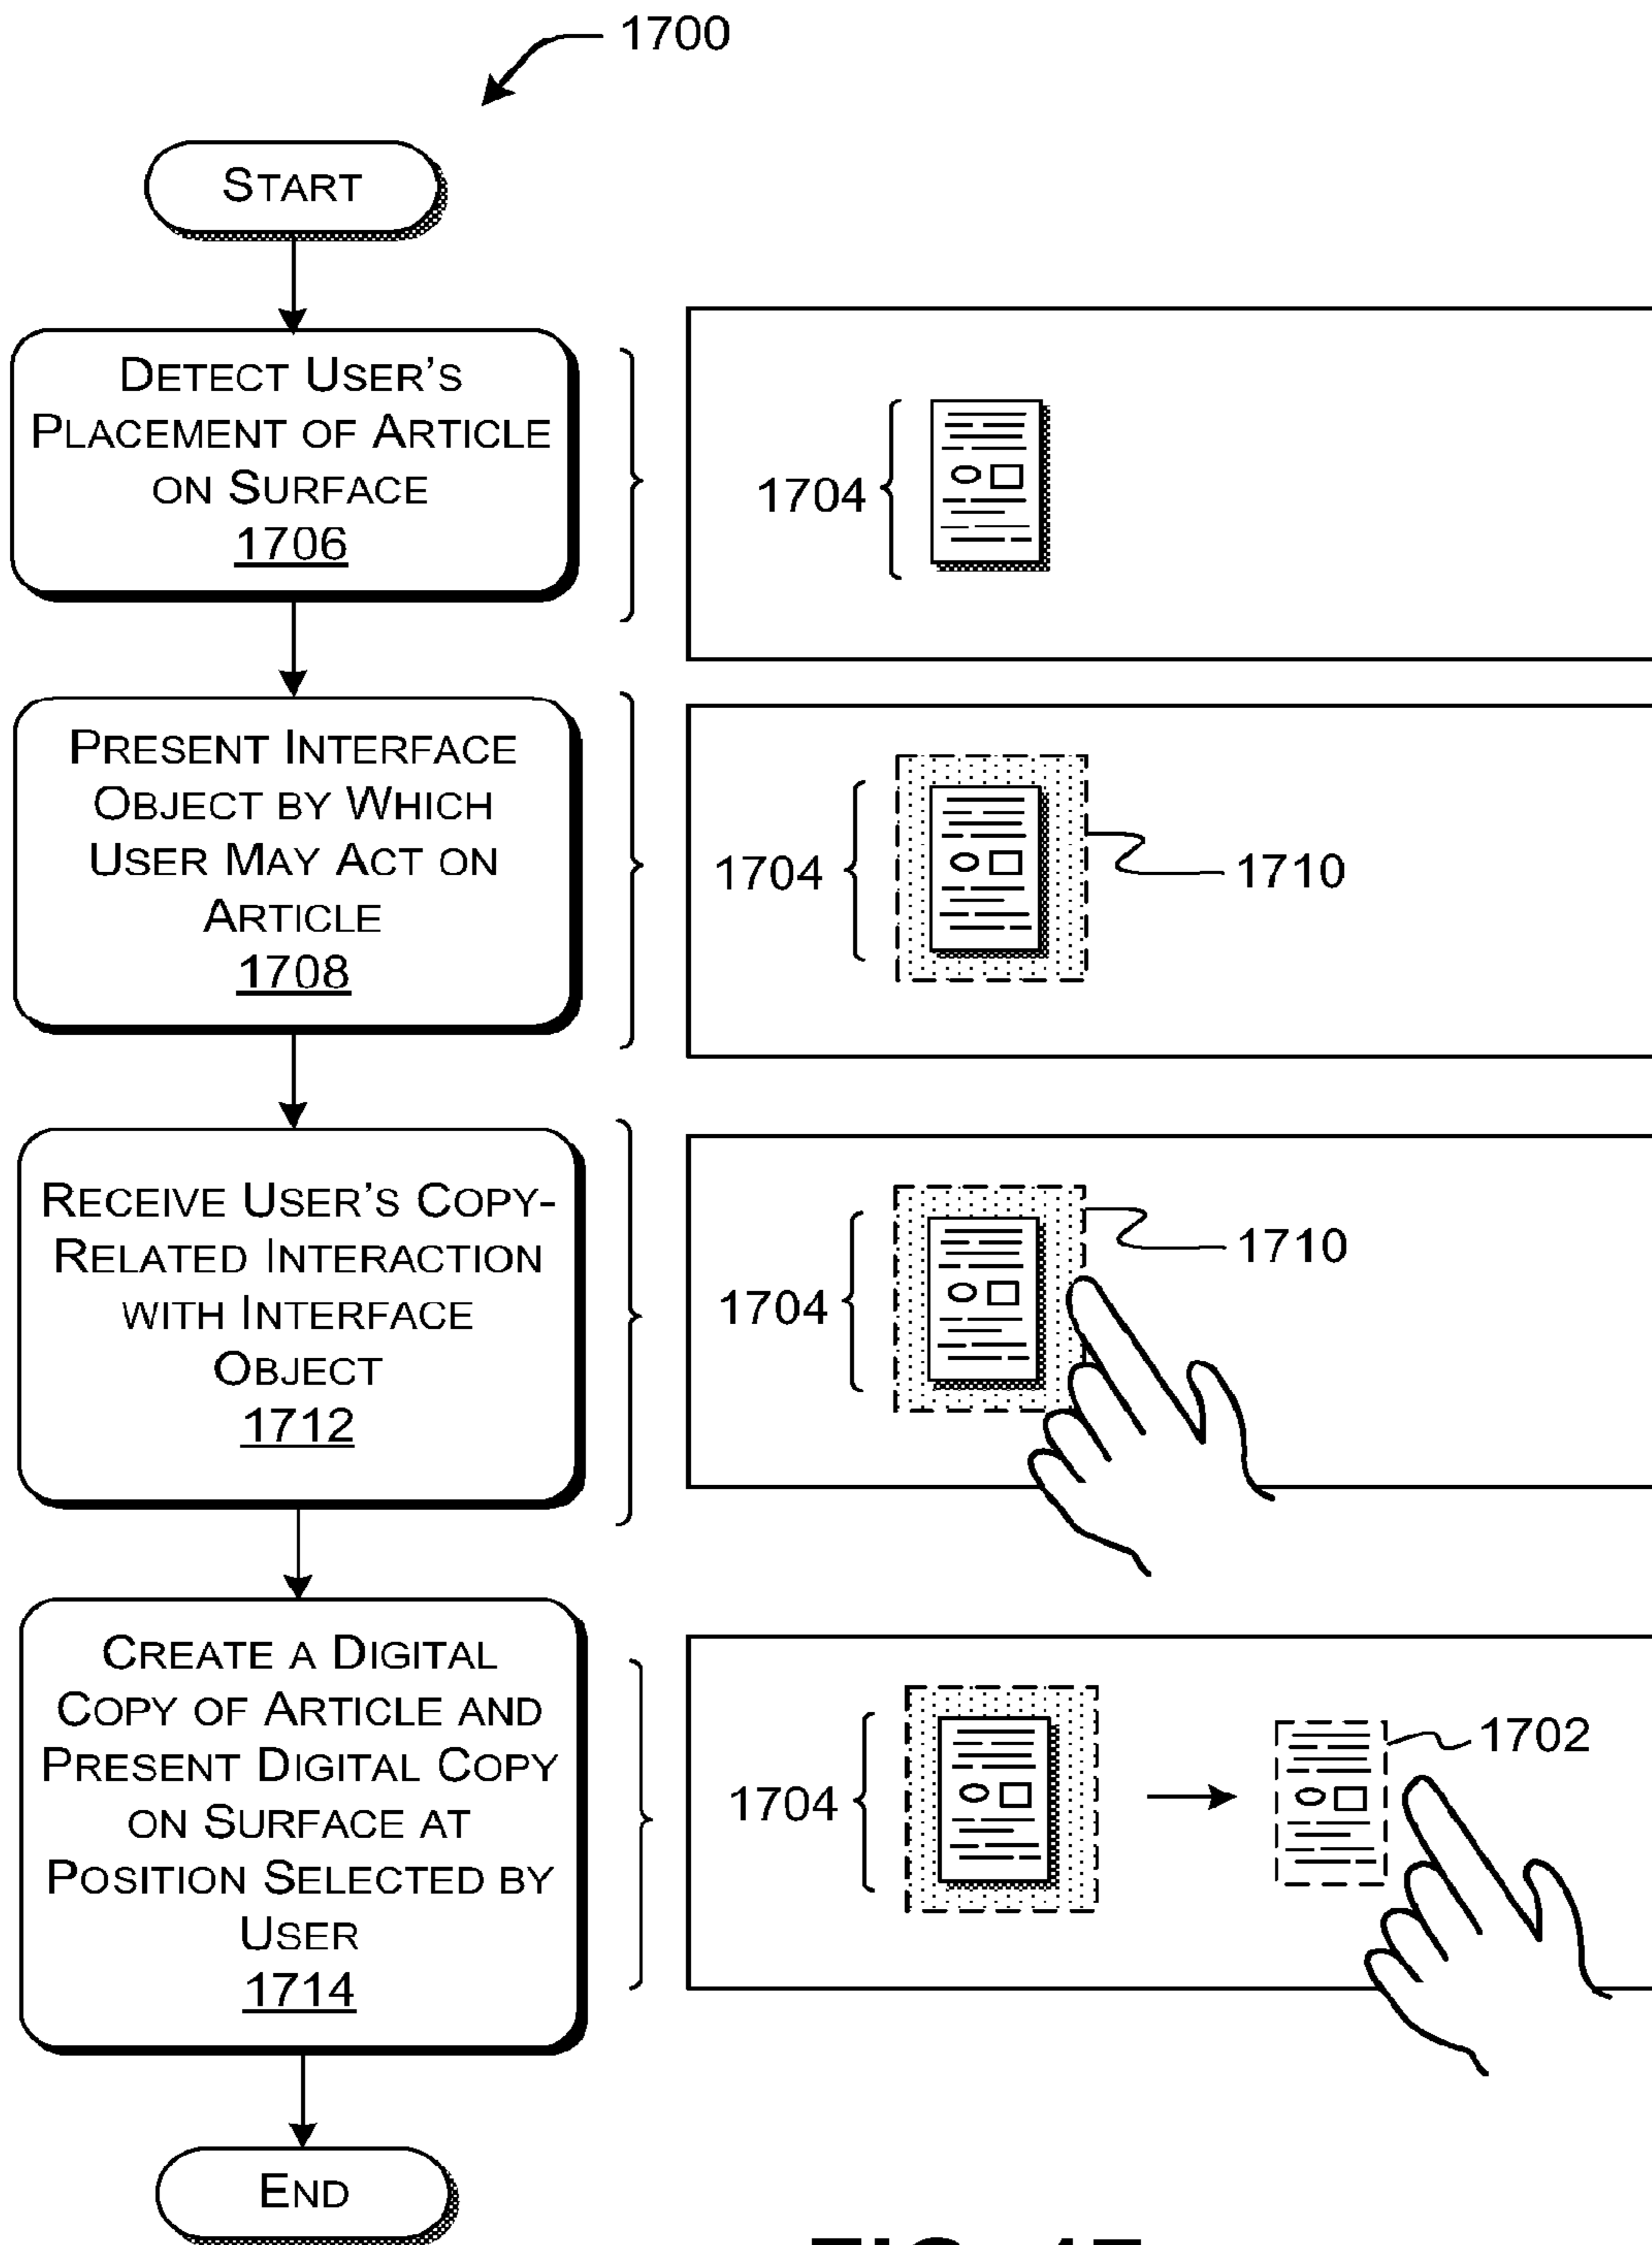 1700
START
DETECT USER'S
PLACEMENT OF ARTICLE
ON SURFACE
1706
1704
PRESENT INTERFACE
OBJECT BY WHICH
USER MAY ACT ON
ARTICLE
1708
1704
1710
RECEIVE USER'S COPY-
RELATED INTERACTION
WITH INTERFACE
OBJECT
1712
1704
1710
CREATE A DIGITAL
COPY OF ARTICLE AND
PRESENT DIGITAL COPY
ON SURFACE AT
POSITION SELECTED BY
USER
1714
1704
1702
END